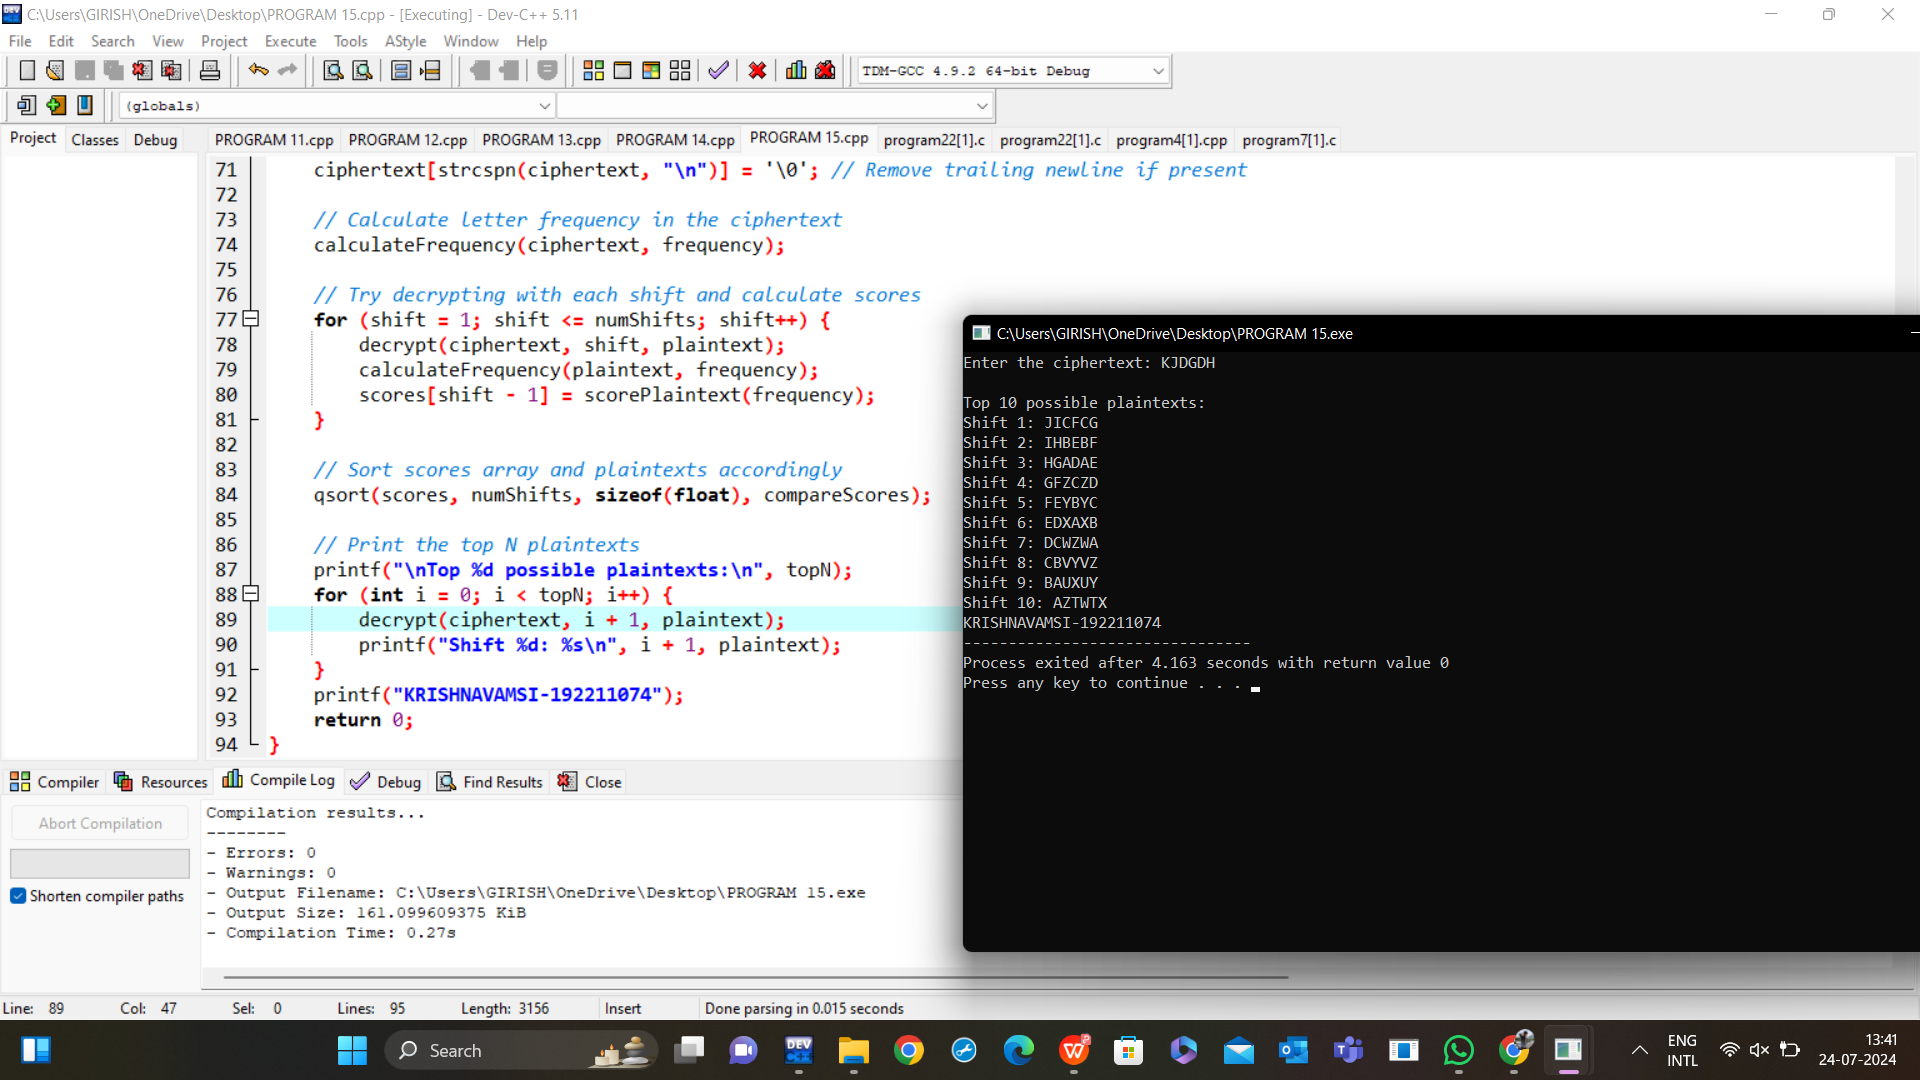 C:\Users\GIRISH\OneDrive\Desktop\PROGRAM 15.cpp - [Executing] - Dev-C++ 5.11
File Edit Search View Project Execute Tools AStyle Window Help
TDM-GCC 4.9.2 64-bit Debug
(globals)
Project Classes Debug
PROGRAM 11.cpp PROGRAM 12.cpp PROGRAM 13.cpp PROGRAM 14.cpp PROGRAM 15.cpp program22[1].c program22[1].c program4[1].cpp program7[1].c
71 ciphertext[strcspn(ciphertext, "\n")] = '\0'; // Remove trailing newline if present
72
73 // Calculate letter frequency in the ciphertext
74 calculateFrequency(ciphertext, frequency);
75
76 // Try decrypting with each shift and calculate scores
77 for (shift = 1; shift <= numShifts; shift++) {
78 decrypt(ciphertext, shift, plaintext);
79 calculateFrequency(plaintext, frequency);
80 scores[shift - 1] = scorePlaintext(frequency);
81 }
82
83 // Sort scores array and plaintexts accordingly
84 qsort(scores, numShifts, sizeof(float), compareScores);
85
86 // Print the top N plaintexts
87 printf("\nTop %d possible plaintexts:\n", topN);
88 for (int i = 0; i < topN; i++) {
89 decrypt(ciphertext, i + 1, plaintext);
90 printf("Shift %d: %s\n", i + 1, plaintext);
91 }
92 printf("KRISHNAVAMSI-192211074");
93 return 0;
94 }
C:\Users\GIRISH\OneDrive\Desktop\PROGRAM 15.exe
Enter the ciphertext: KJDGDH
Top 10 possible plaintexts:
Shift 1: JICFCG
Shift 2: IHBEBF
Shift 3: HGADAE
Shift 4: GFZCZD
Shift 5: FEYBYC
Shift 6: EDXAXB
Shift 7: DCWZWA
Shift 8: CBVYVZ
Shift 9: BAUXUY
Shift 10: AZTWTX
KRISHNAVAMSI-192211074
--------------------------------
Process exited after 4.163 seconds with return value 0
Press any key to continue . . .
Compiler Resources Compile Log Debug Find Results Close
Abort Compilation
Shorten compiler paths
Compilation results...
--------
- Errors: 0
- Warnings: 0
- Output Filename: C:\Users\GIRISH\OneDrive\Desktop\PROGRAM 15.exe
- Output Size: 161.099609375 KiB
- Compilation Time: 0.27s
Line: 89 Col: 47 Sel: 0 Lines: 95 Length: 3156 Insert Done parsing in 0.015 seconds
Search
DEV
ENG
INTL
13:41
24-07-2024